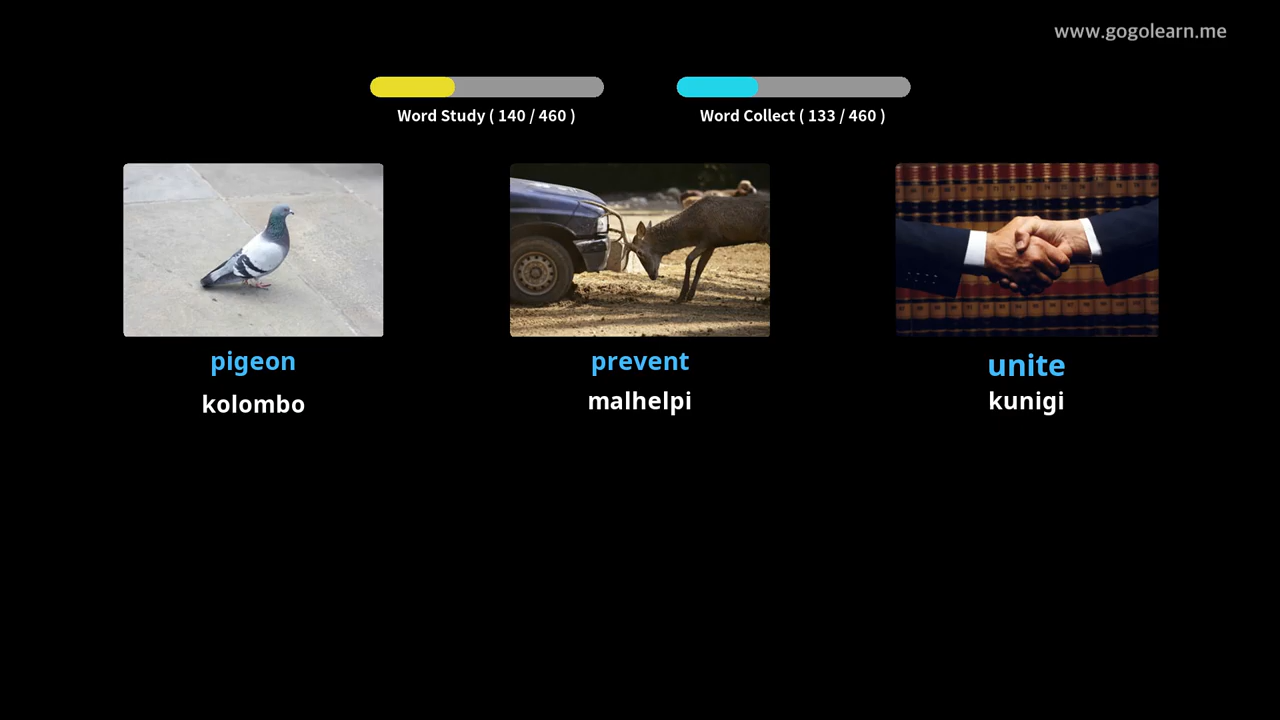 www.gogolearn.me
Word Study ( 140 / 460 )
Word Collect ( 133 / 460 )
pigeon
kolombo
prevent
malhelpi
unite
kunigi